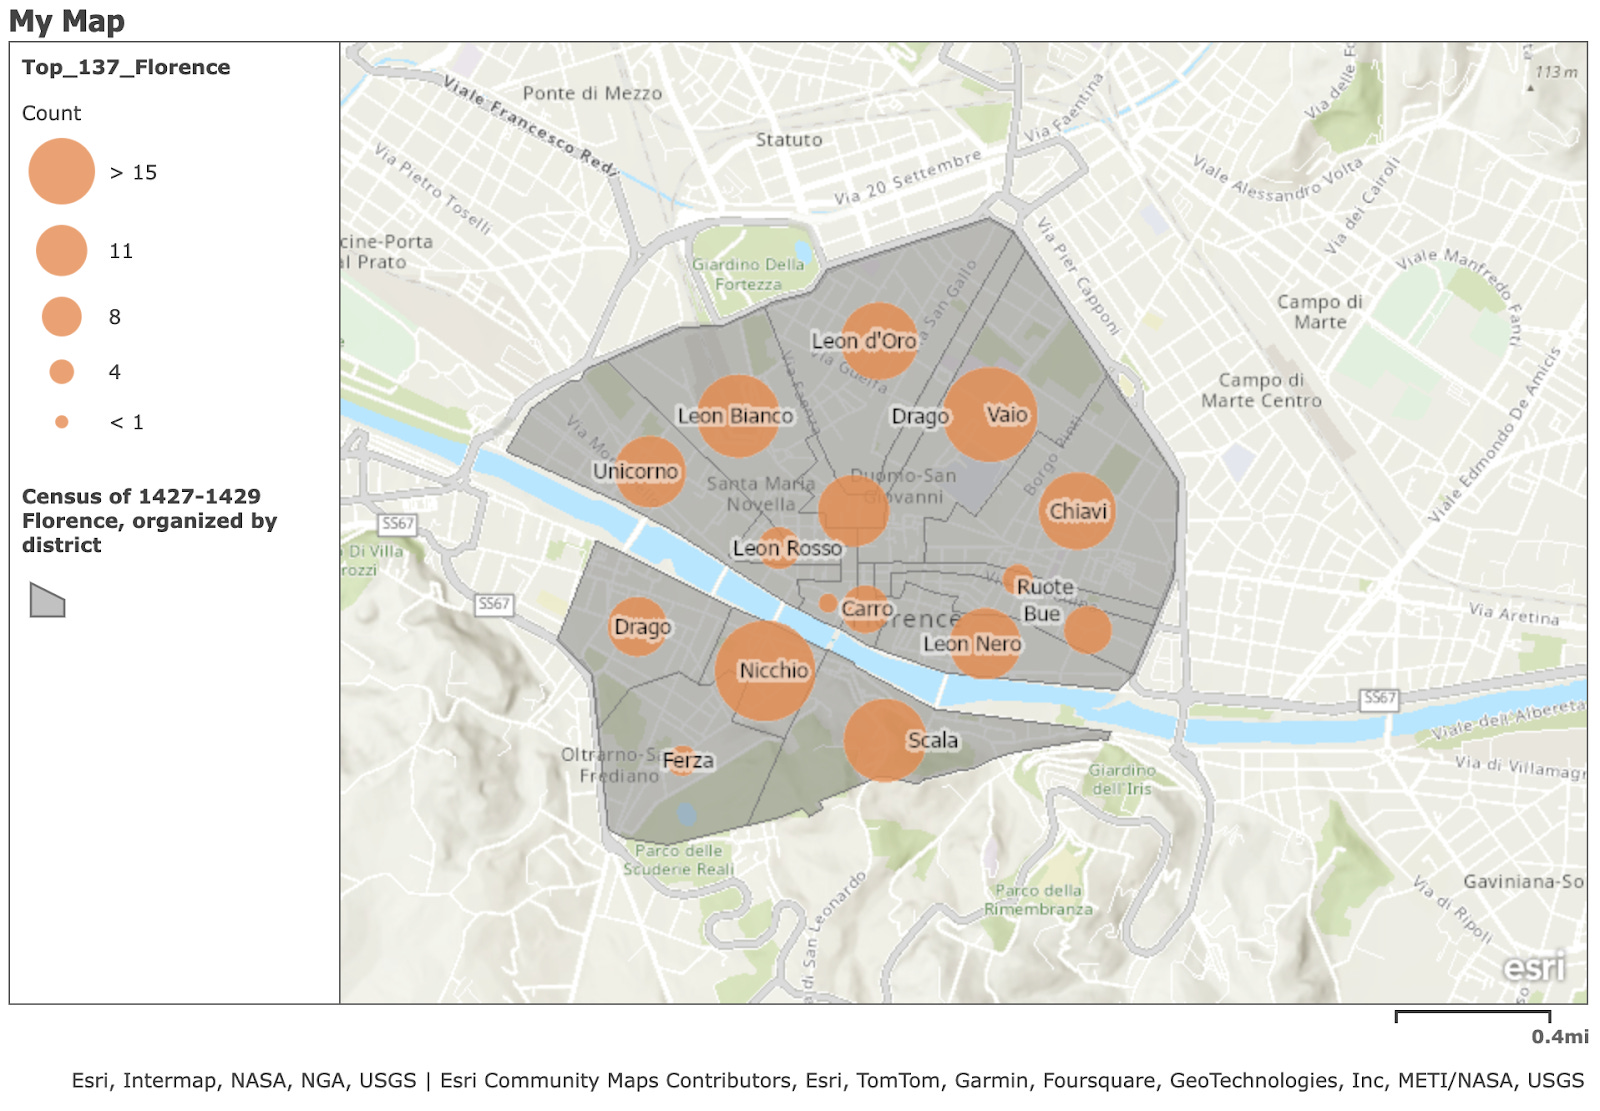 My Map
Top_137_Florence
Count
> 15
11
8
4
< 1
Census of 1427-1429
Florence, organized by
district
Viale Francesco Redi
Ponte di Mezzo
Statuto
Via Faentina
Via delle
113 m
Via Pietro Toselli
Via 20 Settembre
Viale Alessandro Volta
Via dei Cairoli
cine-Porta
al Prato
Giardino Della
Fortezza
Via San Gallo
Via Pier Capponi
Viale Manfredo Fanti
Campo di
Marte
Leon d'Oro
Via Guelfa
Via Faenza
Campo di
Marte Centro
Leon Bianco
Drago
Vaio
Borgo Pinti
Viale Edmondo De Amicis
Unicorno
Santa Maria
Novella
Duomo-San
Giovanni
Chiavi
SS67
Di Villa
rozzi
Leon Rosso
Ruote
SS67
Carro
Florence
Bue
Via Aretina
Drago
Leon Nero
Nicchio
SS67
Viale dell'Albereta
Scala
Oltrarno-Sa
Frediano
Ferza
Giardino
dell'Iris
Via di Villamagn
Parco delle
Scuderie Reali
Parco della
Rimembranza
Gaviniana-So
Via di Ripoli
di San Leonardo
esri
0.4mi
Esri, Intermap, NASA, NGA, USGS | Esri Community Maps Contributors, Esri, TomTom, Garmin, Foursquare, GeoTechnologies, Inc, METI/NASA, USGS